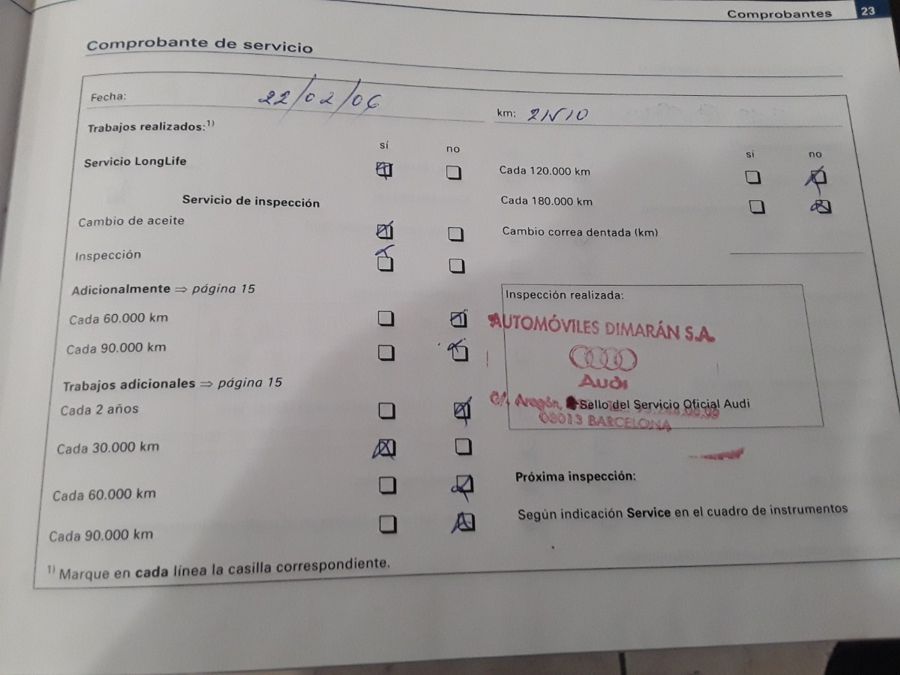 Comprobantes 23
Comprobante de servicio
Fecha: 22/02/06
km:
Trabajos realizados:1)
sí no
Servicio LongLife
Servicio de inspección
Cambio de aceite
Inspección
Adicionalmente ⇒ página 15
Cada 60.000 km
Cada 90.000 km
Trabajos adicionales ⇒ página 15
Cada 2 años
Cada 30.000 km
Cada 60.000 km
Cada 90.000 km
sí no
Cada 120.000 km
Cada 180.000 km
Cambio correa dentada (km)
Inspección realizada:
AUTOMÓVILES DIMARÁN S.A.
Audi
C/. Aragón,
Sello del Servicio Oficial Audi
08013 BARCELONA
Próxima inspección:
Según indicación Service en el cuadro de instrumentos
1) Marque en cada línea la casilla correspondiente.